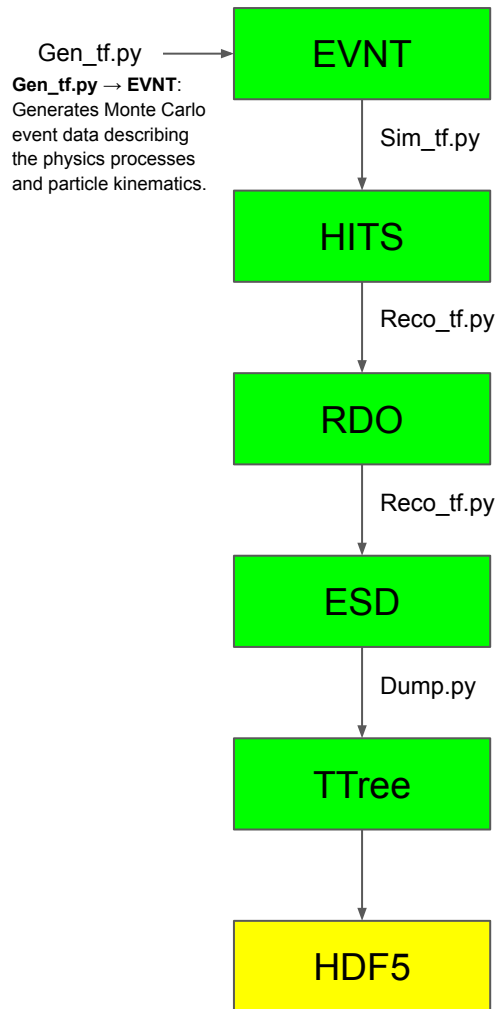 Gen_tf.py
EVNT
Gen_tf.py → EVNT:
Generates Monte Carlo
event data describing
the physics processes
and particle kinematics.
Sim_tf.py
HITS
Reco_tf.py
RDO
Reco_tf.py
ESD
Dump.py
TTree
HDF5